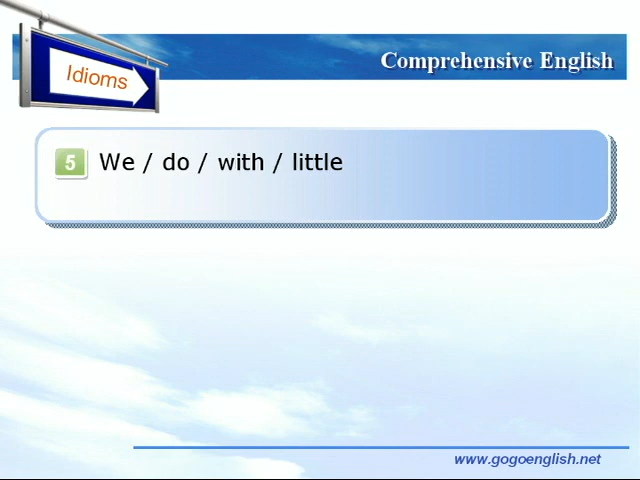 Idioms
Comprehensive English
5 We / do / with / little
www.gogoenglish.net